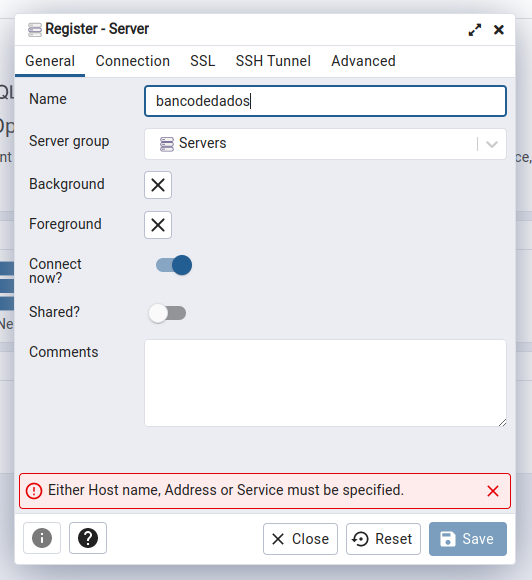 Register - Server
General Connection SSL SSH Tunnel Advanced
Name bancodedados
Server group Servers
Background
Foreground
Connect
now?
Shared?
Comments
Either Host name, Address or Service must be specified.
Close Reset Save